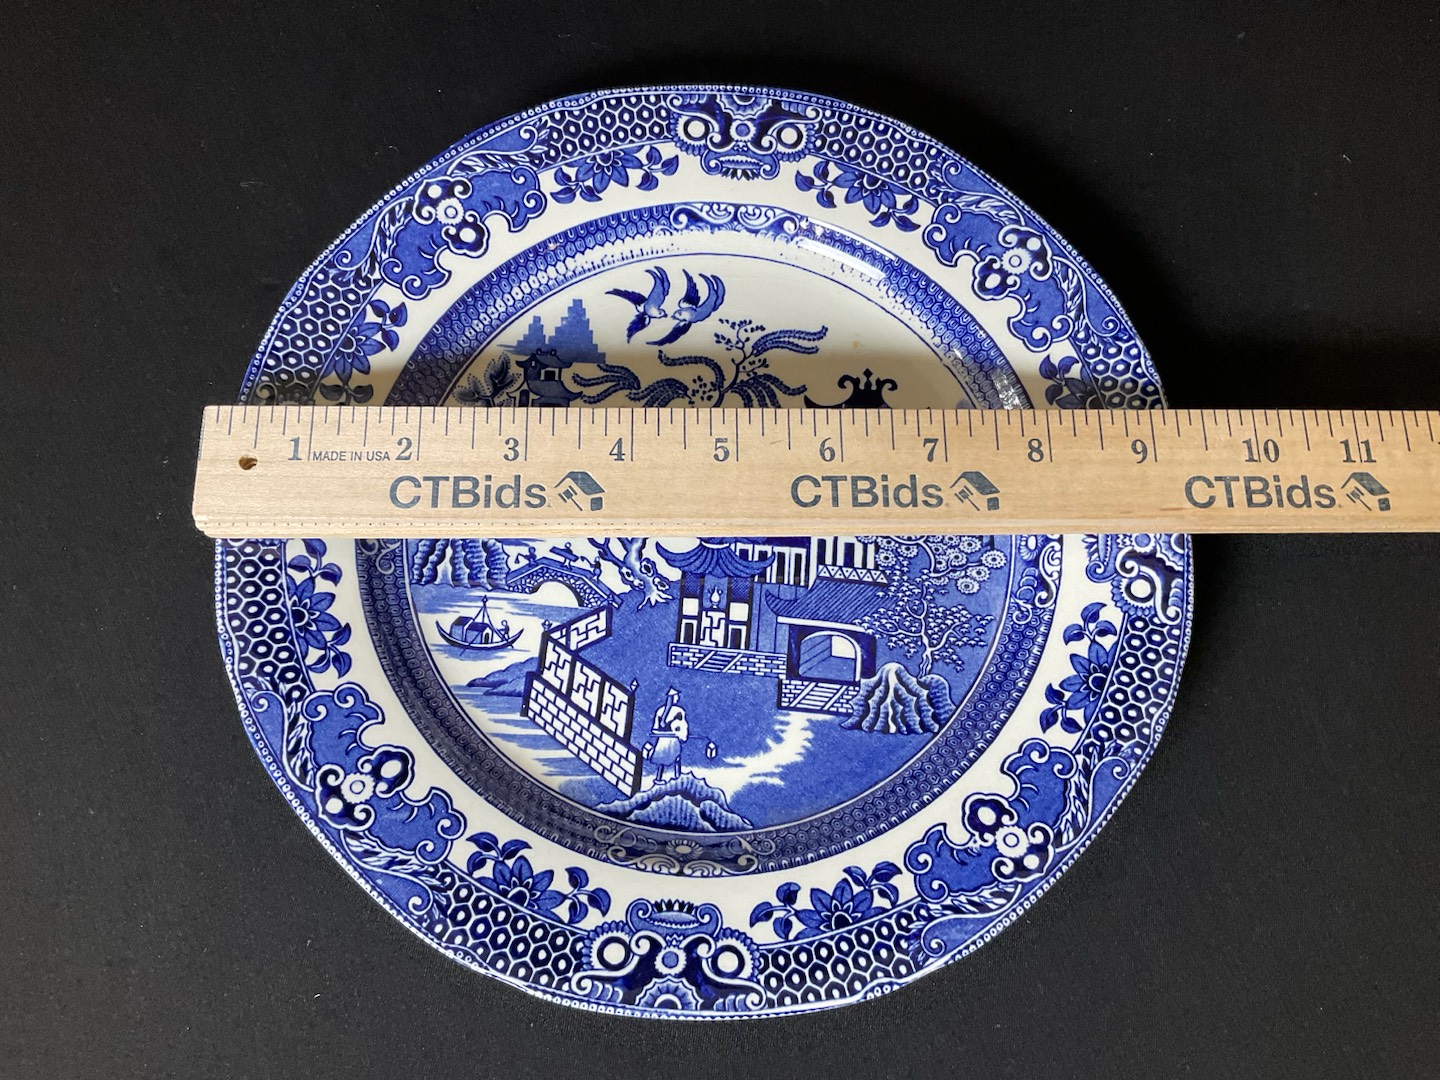 1 MADE IN USA 2 3 4 5 6 7 8 9 10 11
CTBids CTBids CTBids